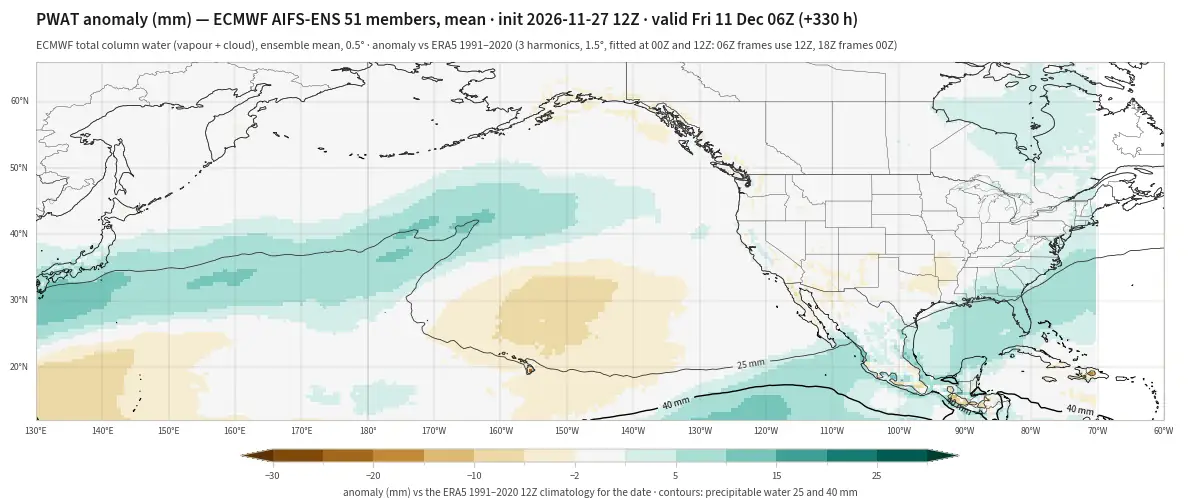 PWAT anomaly (mm) — ECMWF AIFS-ENS 51 members, mean · init 2026-11-27 12Z · valid Fri 11 Dec 06Z (+330 h)
ECMWF total column water (vapour + cloud), ensemble mean, 0.5° · anomaly vs ERA5 1991–2020 (3 harmonics, 1.5°, fitted at 00Z and 12Z: 06Z frames use 12Z, 18Z frames 00Z)
60°N
50°N
40°N
30°N
20°N
25 mm
40 mm
40 mm
40 mm
130°E 140°E 150°E 160°E 170°E 180° 170°W 160°W 150°W 140°W 130°W 120°W 110°W 100°W 90°W 80°W 70°W 60°W
−30 −20 −10 −2 5 15 25
anomaly (mm) vs the ERA5 1991–2020 12Z climatology for the date · contours: precipitable water 25 and 40 mm